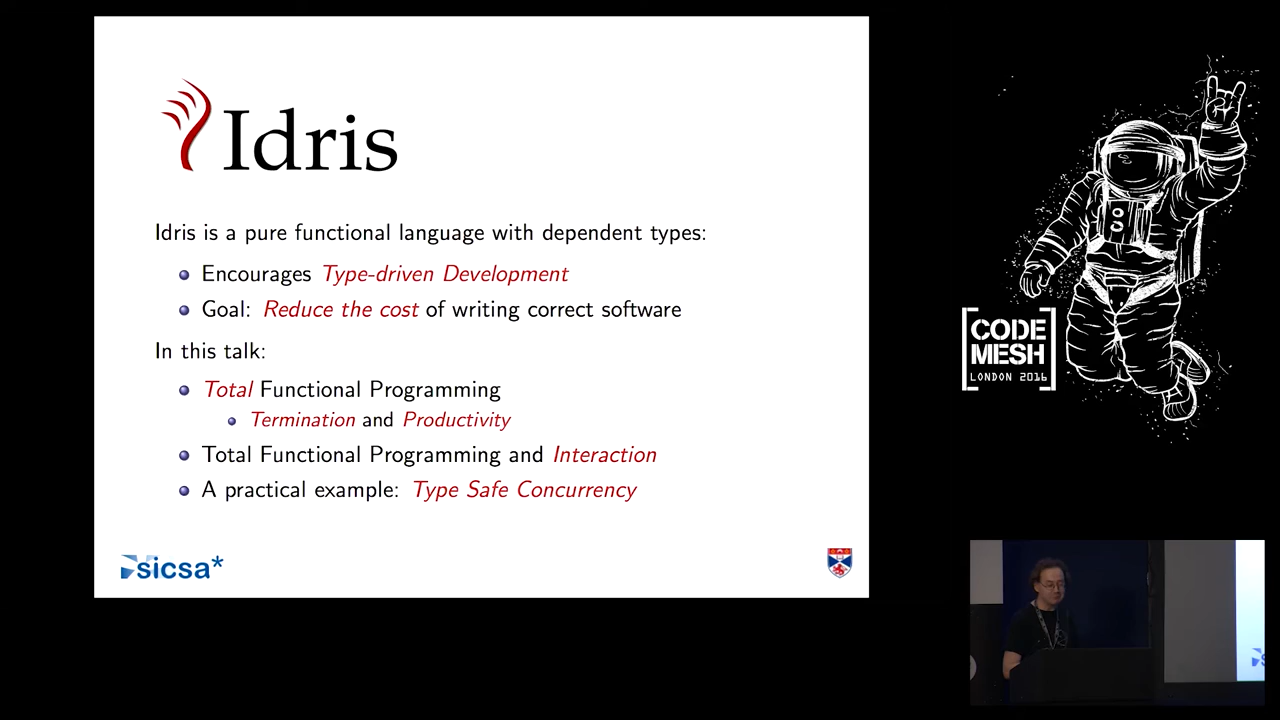 Idris
Idris is a pure functional language with dependent types:
Encourages Type-driven Development
Goal: Reduce the cost of writing correct software
In this talk:
Total Functional Programming
Termination and Productivity
Total Functional Programming and Interaction
A practical example: Type Safe Concurrency
sicsa*
CODE
MESH
LONDON 2016